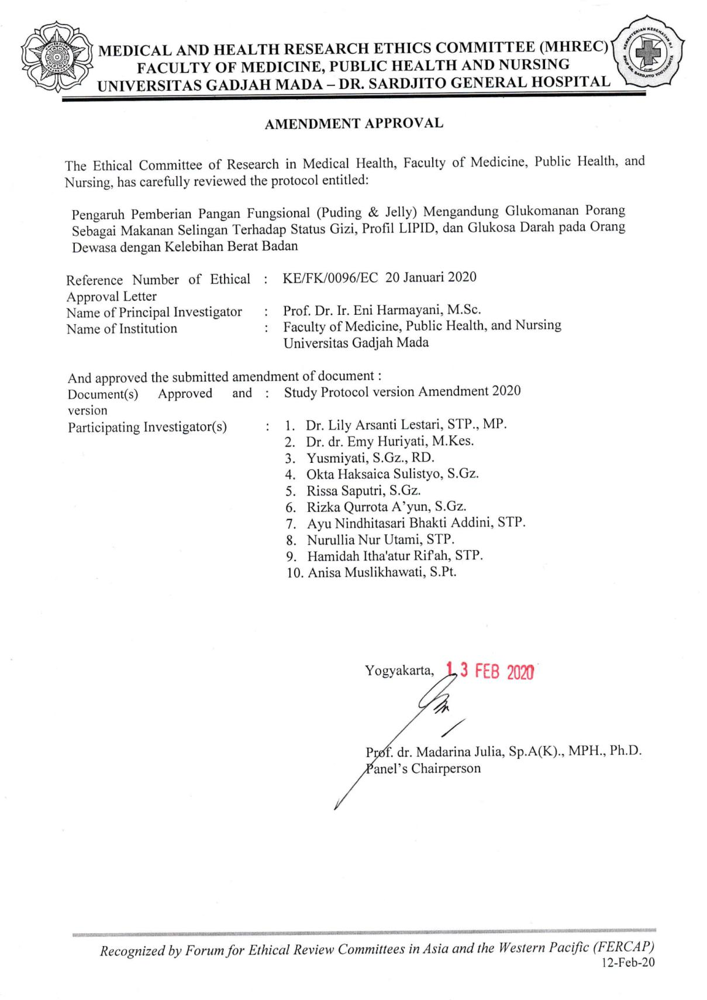 MEDICAL AND HEALTH RESEARCH ETHICS COMMITTEE (MHREC)
FACULTY OF MEDICINE, PUBLIC HEALTH AND NURSING
UNIVERSITAS GADJAH MADA – DR. SARDJITO GENERAL HOSPITAL
KEMENTERIAN KESEHATAN R.I
RSUP DR. SARDJITO YOGYAKARTA
AMENDMENT APPROVAL
The Ethical Committee of Research in Medical Health, Faculty of Medicine, Public Health, and
Nursing, has carefully reviewed the protocol entitled:
Pengaruh Pemberian Pangan Fungsional (Puding & Jelly) Mengandung Glukomanan Porang
Sebagai Makanan Selingan Terhadap Status Gizi, Profil LIPID, dan Glukosa Darah pada Orang
Dewasa dengan Kelebihan Berat Badan
Reference Number of Ethical : KE/FK/0096/EC 20 Januari 2020
Approval Letter
Name of Principal Investigator : Prof. Dr. Ir. Eni Harmayani, M.Sc.
Name of Institution : Faculty of Medicine, Public Health, and Nursing
Universitas Gadjah Mada
And approved the submitted amendment of document :
Document(s) Approved and : Study Protocol version Amendment 2020
version
Participating Investigator(s) : 1. Dr. Lily Arsanti Lestari, STP., MP.
2. Dr. dr. Emy Huriyati, M.Kes.
3. Yusmiyati, S.Gz., RD.
4. Okta Haksaica Sulistyo, S.Gz.
5. Rissa Saputri, S.Gz.
6. Rizka Qurrota A’yun, S.Gz.
7. Ayu Nindhitasari Bhakti Addini, STP.
8. Nurullia Nur Utami, STP.
9. Hamidah Itha'atur Rif'ah, STP.
10. Anisa Muslikhawati, S.Pt.
Yogyakarta, 13 FEB 2020
Prof. dr. Madarina Julia, Sp.A(K)., MPH., Ph.D.
Panel’s Chairperson
Recognized by Forum for Ethical Review Committees in Asia and the Western Pacific (FERCAP)
12-Feb-20